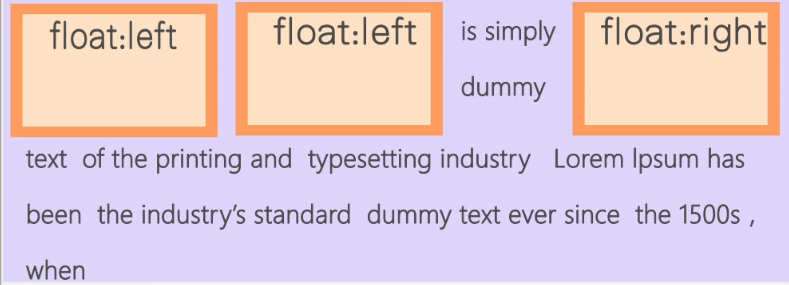 float:left
float:left
is simply
float:right
dummy
text of the printing and typesetting industry Lorem Ipsum has
been the industry's standard dummy text ever since the 1500s ,
when